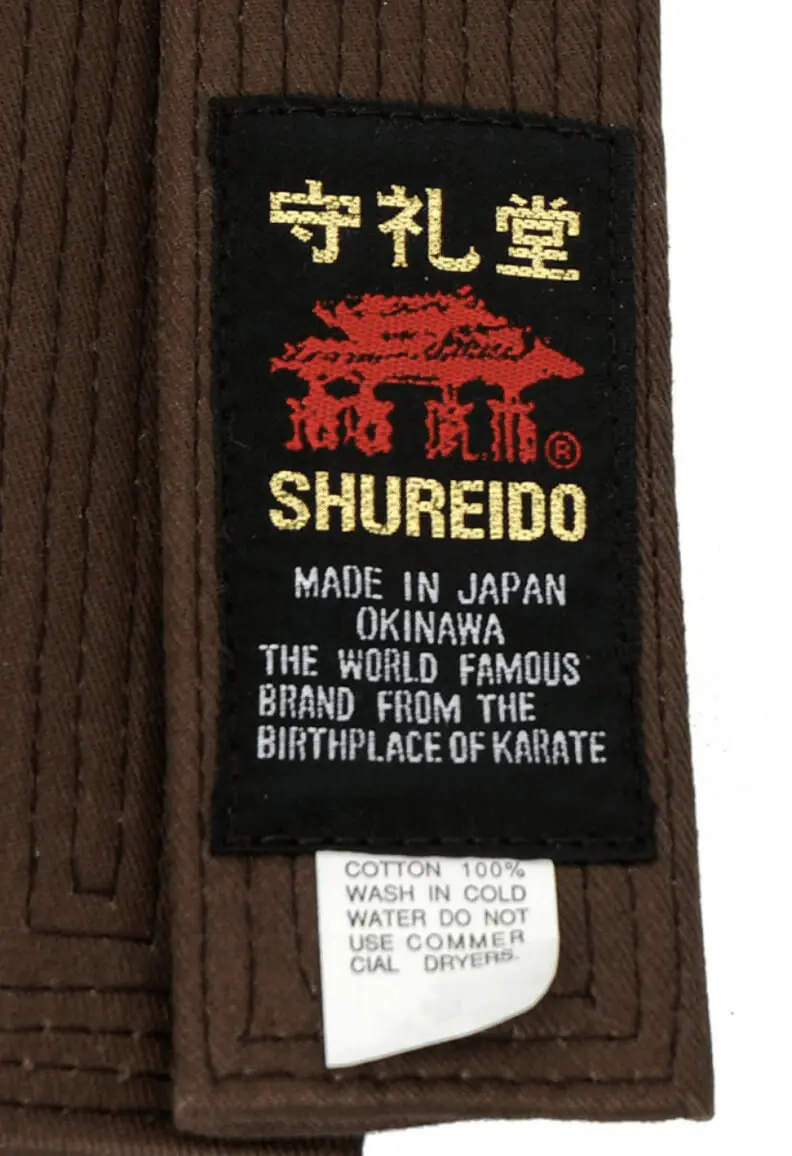 守礼堂
®
SHUREIDO
MADE IN JAPAN
OKINAWA
THE WORLD FAMOUS
BRAND FROM THE
BIRTHPLACE OF KARATE
COTTON 100%
WASH IN COLD
WATER DO NOT
USE COMMER
CIAL DRYERS.